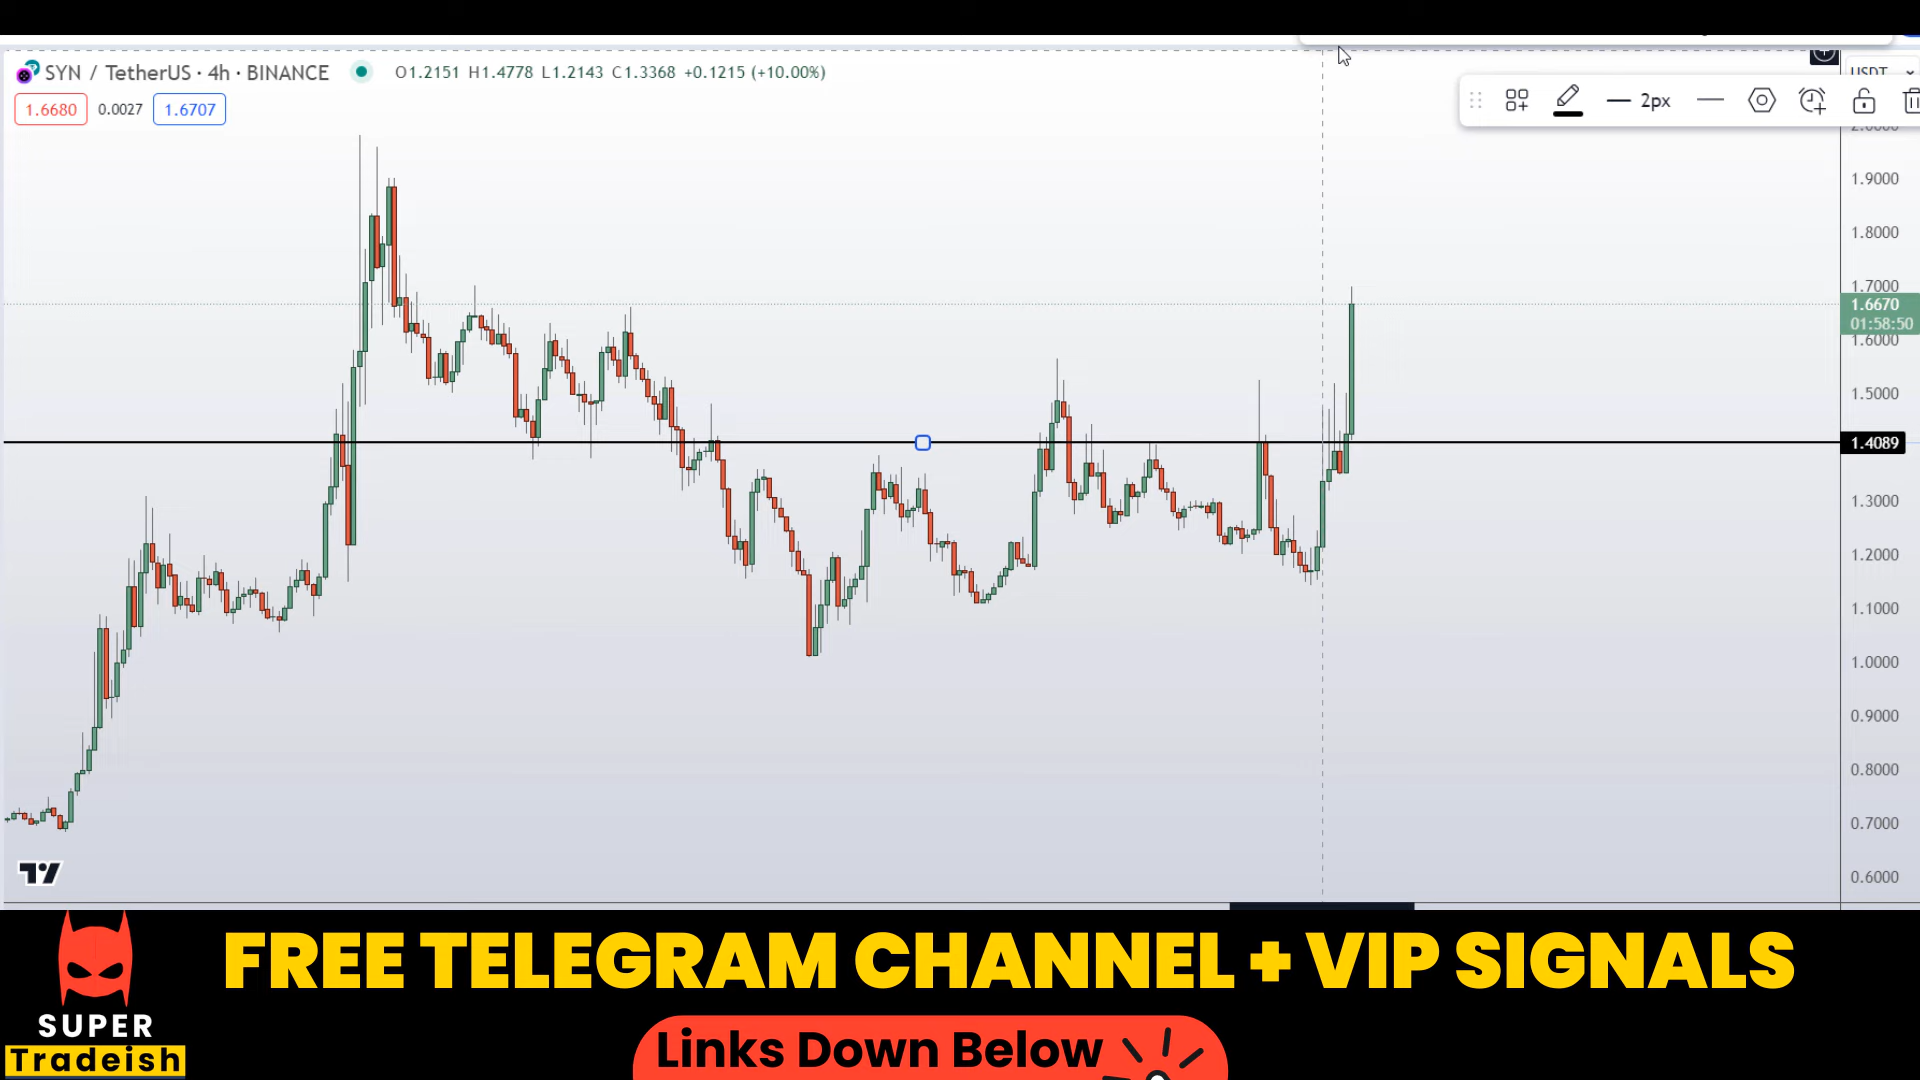 SYN / TetherUS · 4h · BINANCE O1.2151 H1.4778 L1.2143 C1.3368 +0.1215 (+10.00%)
USDT
1.6680 0.0027 1.6707
2px
2.0000
1.9000
1.8000
1.7000
1.6670
01:58:50
1.6000
1.5000
1.4089
1.3000
1.2000
1.1000
1.0000
0.9000
0.8000
0.7000
0.6000
FREE TELEGRAM CHANNEL + VIP SIGNALS
SUPER
Tradeish
Links Down Below